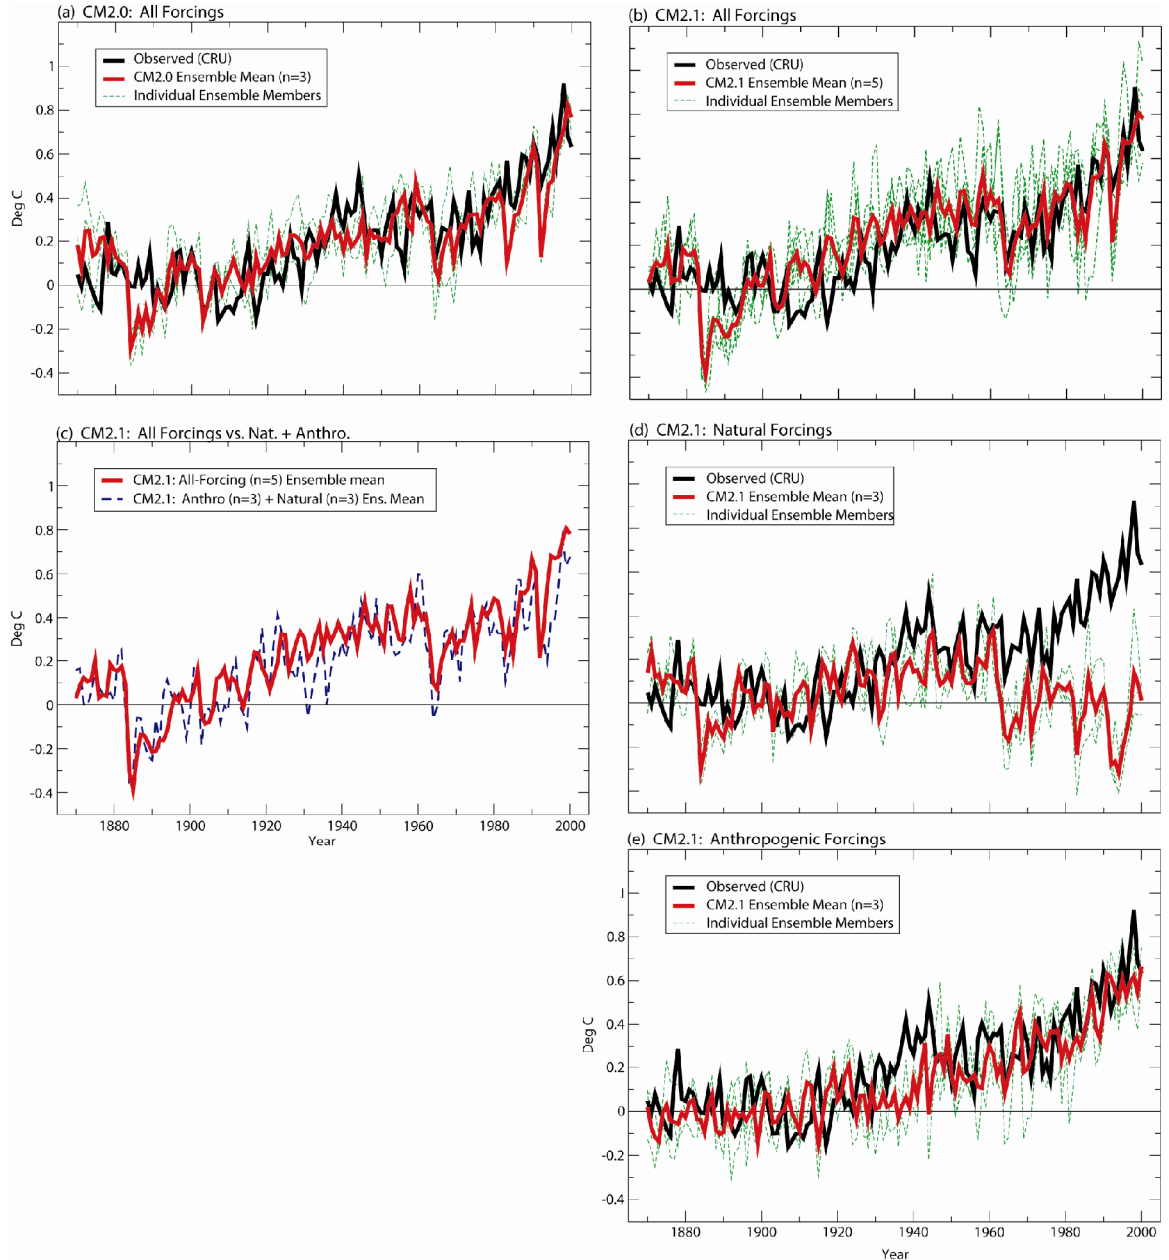 (a) CM2.0: All Forcings
Observed (CRU)
CM2.0 Ensemble Mean (n=3)
Individual Ensemble Members
1
0.8
0.6
0.4
0.2
0
-0.2
-0.4
Deg C
(b) CM2.1: All Forcings
Observed (CRU)
CM2.1 Ensemble Mean (n=5)
Individual Ensemble Members
(c) CM2.1: All Forcings vs. Nat. + Anthro.
CM2.1: All-Forcing (n=5) Ensemble mean
CM2.1: Anthro (n=3) + Natural (n=3) Ens. Mean
1
0.8
0.6
0.4
0.2
0
-0.2
-0.4
Deg C
1880 1900 1920 1940 1960 1980 2000
Year
(d) CM2.1: Natural Forcings
Observed (CRU)
CM2.1 Ensemble Mean (n=3)
Individual Ensemble Members
(e) CM2.1: Anthropogenic Forcings
Observed (CRU)
CM2.1 Ensemble Mean (n=3)
Individual Ensemble Members
1
0.8
0.6
0.4
0.2
0
-0.2
-0.4
Deg C
1880 1900 1920 1940 1960 1980 2000
Year